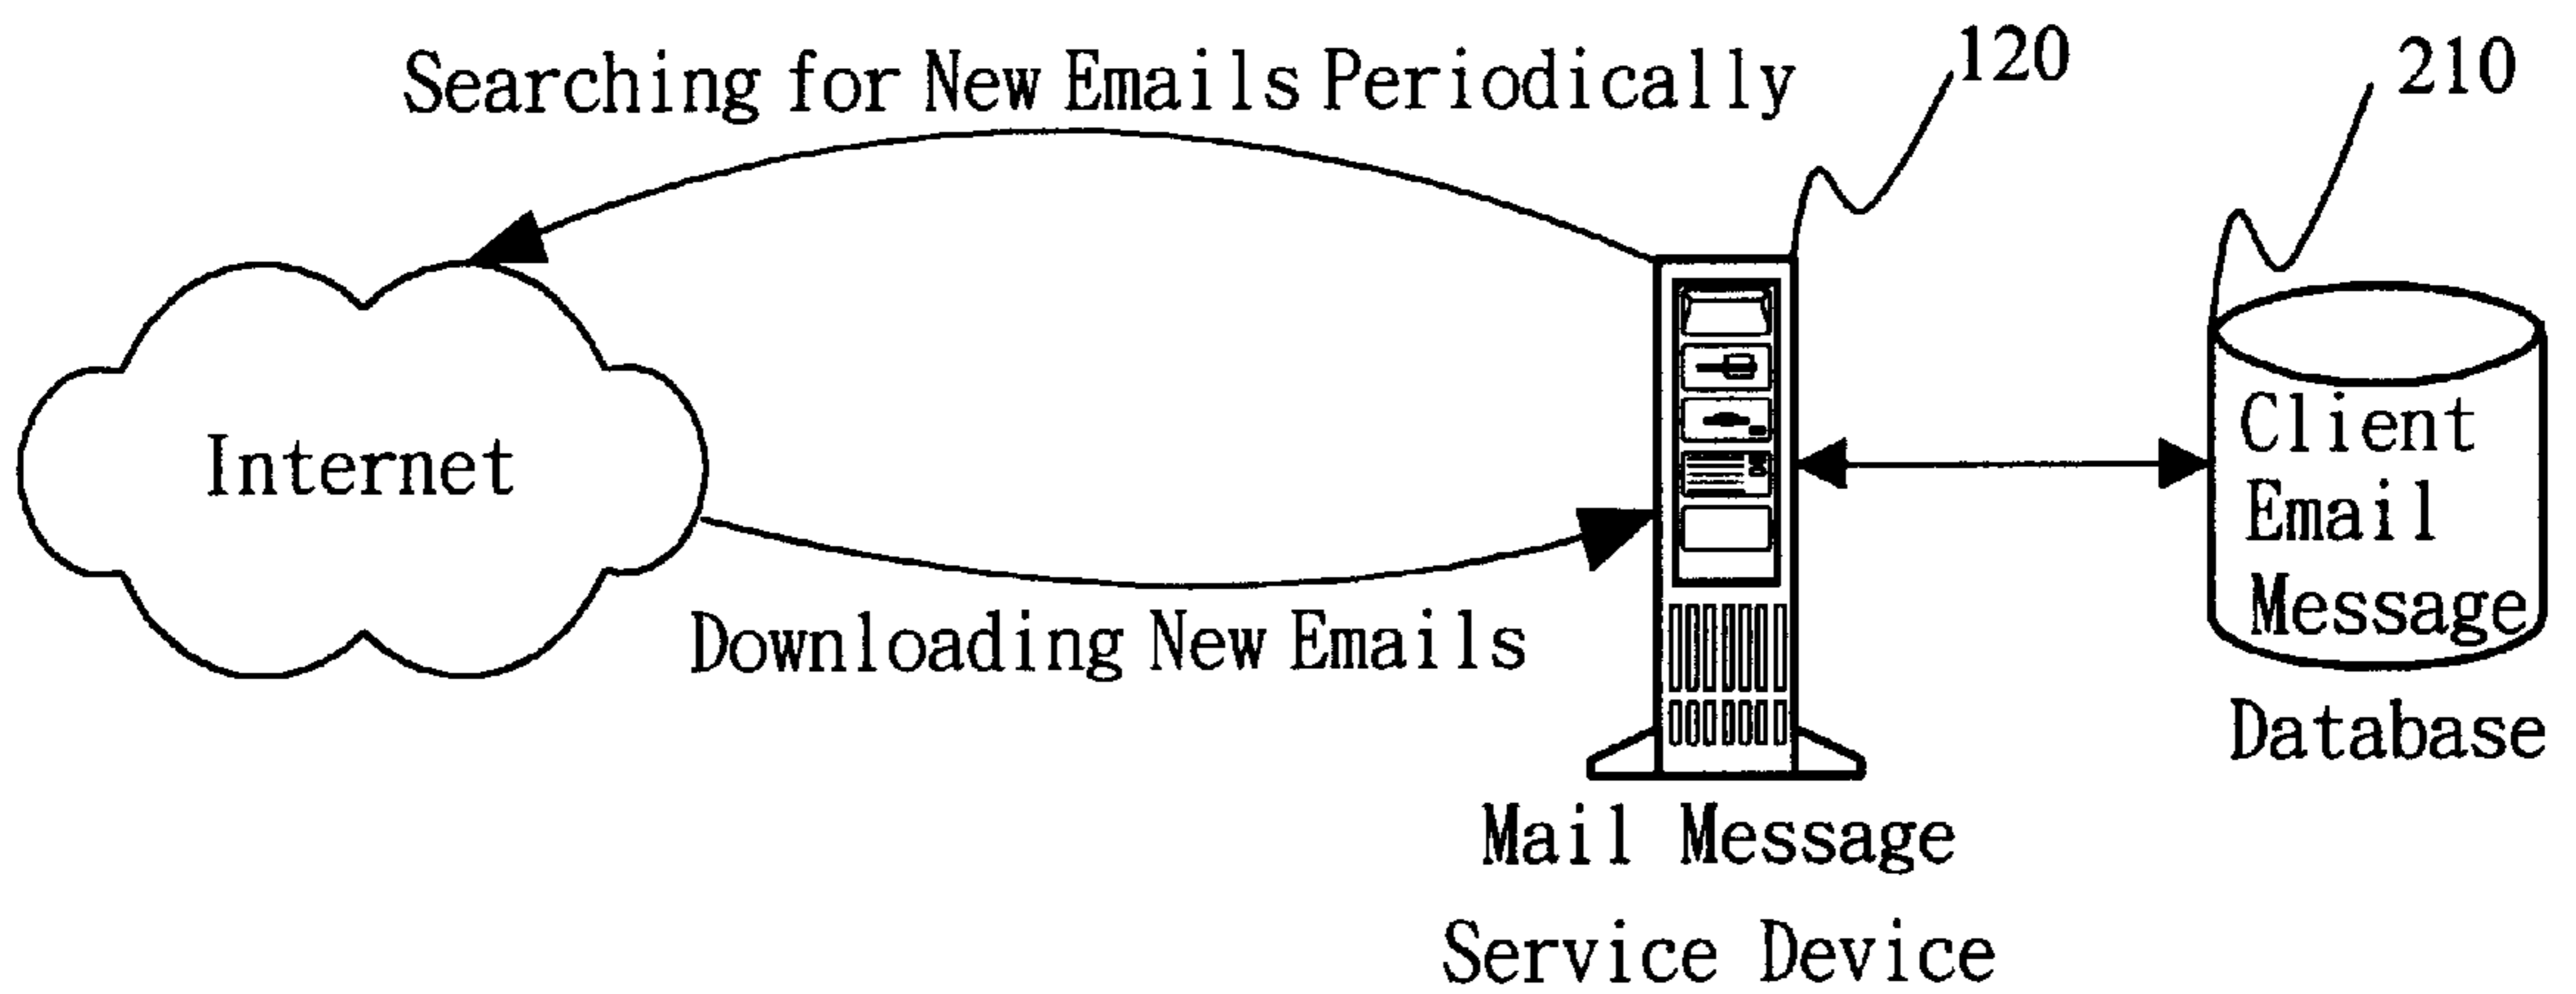 Searching for New Emails Periodically
120
210
Internet
Client
Email
Message
Database
Downloading New Emails
Mail Message
Service Device